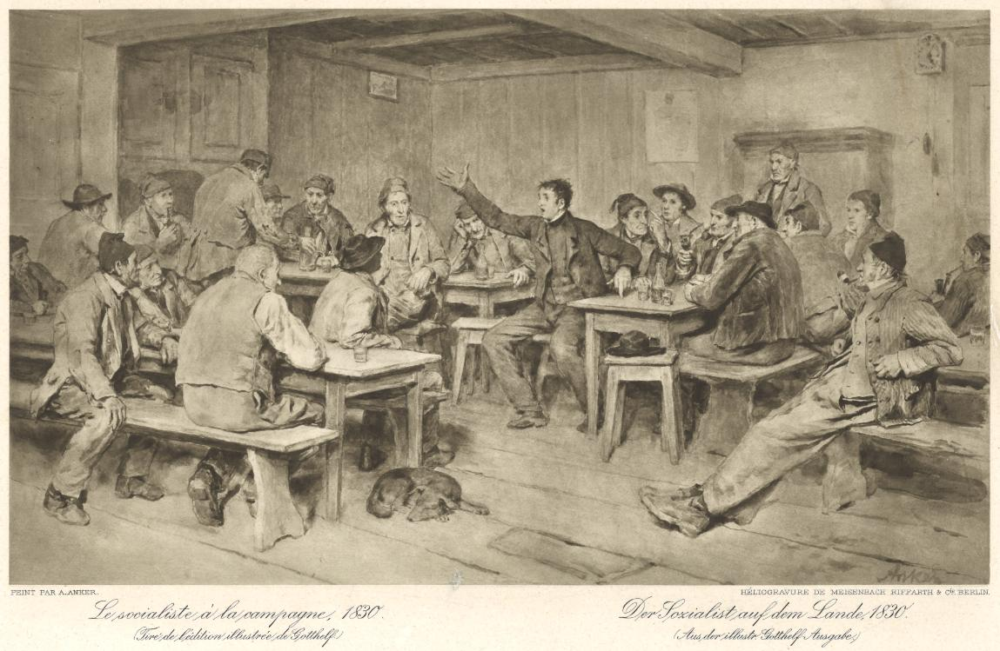 Anker
PEINT PAR A. ANKER.
HÉLIOGRAVURE DE MEISENBACH RIFFARTH & Cie. BERLIN.
Le socialiste à la campagne, 1830.
Der Sozialist auf dem Lande, 1830.
(Tiré de l'édition illustrée de Gotthelf)
(Aus der illustr. Gotthelf-Ausgabe.)